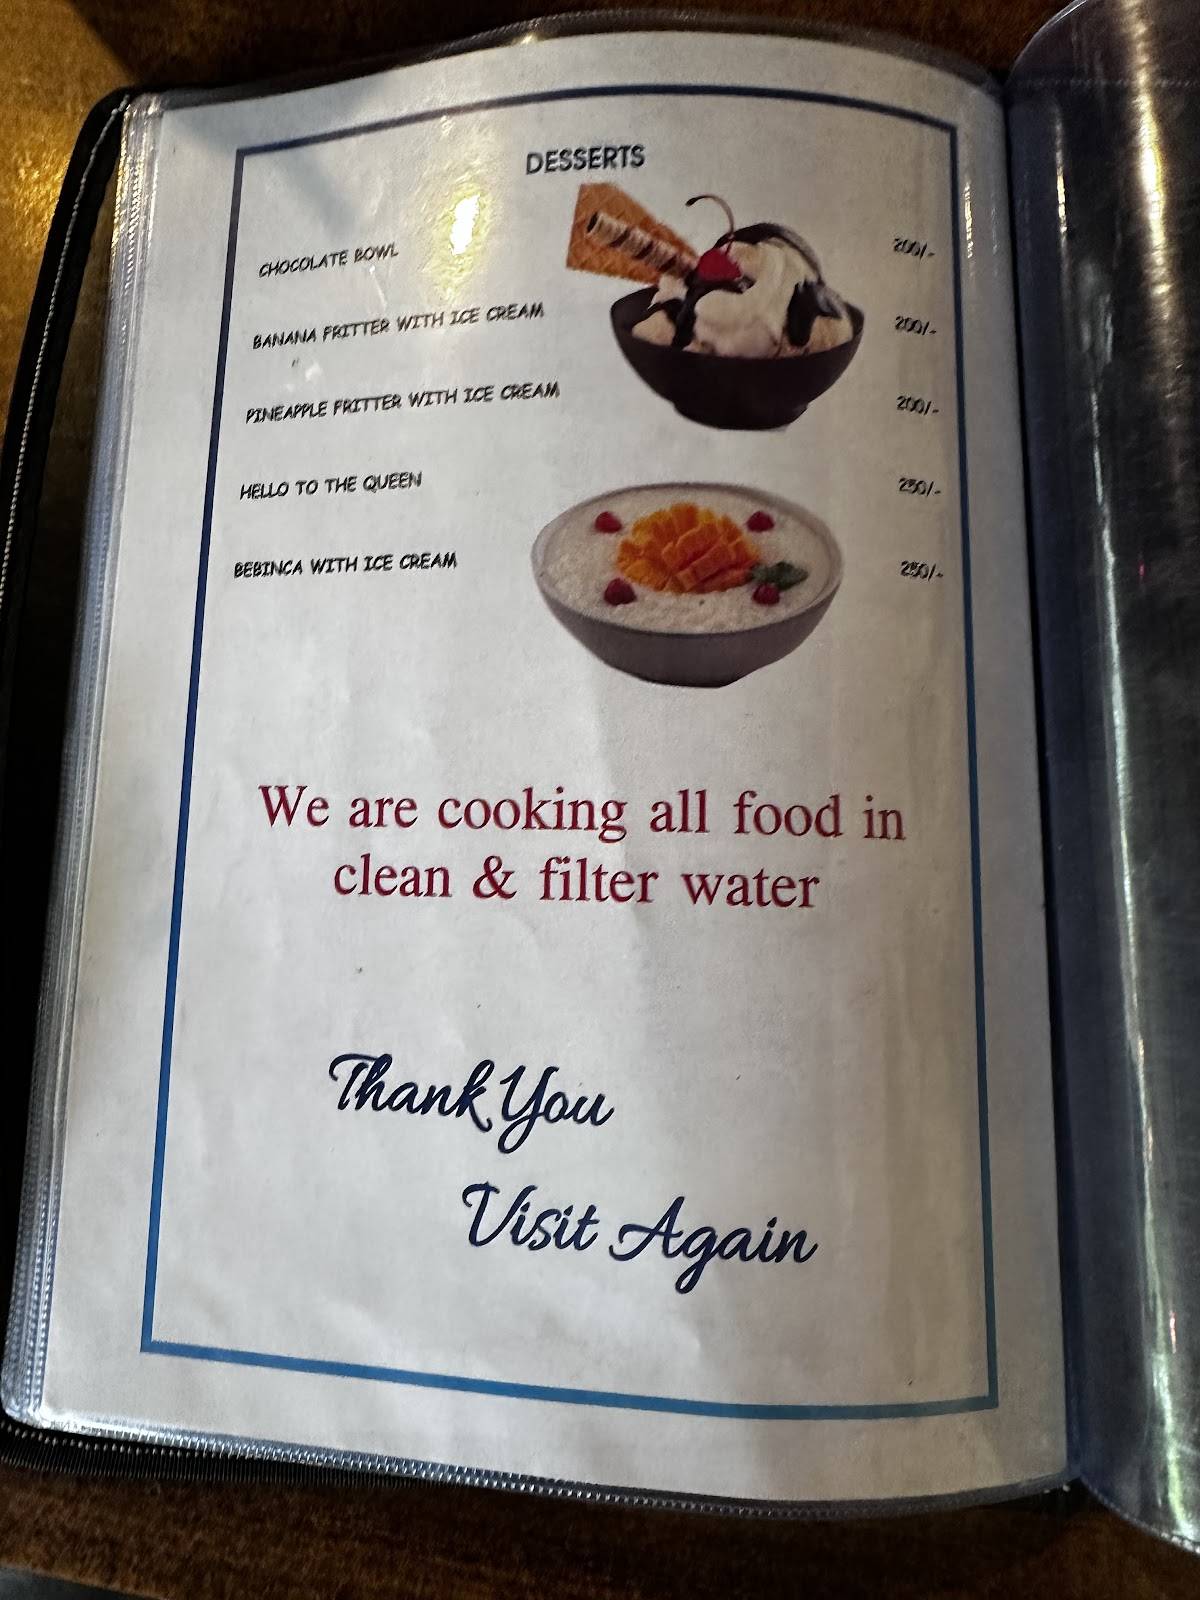 DESSERTS
CHOCOLATE BOWL 200/-
BANANA FRITTER WITH ICE CREAM 200/-
PINEAPPLE FRITTER WITH ICE CREAM 200/-
HELLO TO THE QUEEN 250/-
BEBINCA WITH ICE CREAM 250/-
We are cooking all food in
clean & filter water
Thank You
Visit Again